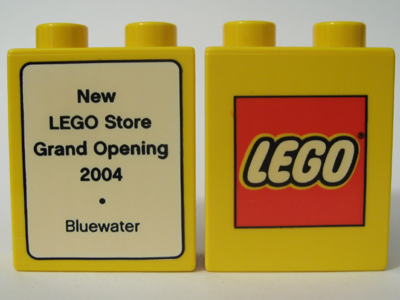 New
LEGO Store
Grand Opening
2004
•
Bluewater
LEGO®